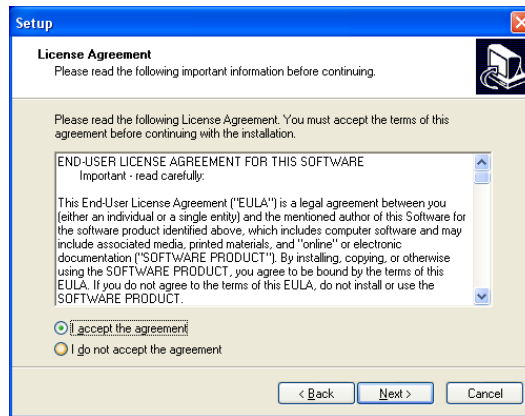 Setup
License Agreement
Please read the following important information before continuing.
Please read the following License Agreement. You must accept the terms of this
agreement before continuing with the installation.
END-USER LICENSE AGREEMENT FOR THIS SOFTWARE
Important - read carefully:
This End-User License Agreement ("EULA") is a legal agreement between you
(either an individual or a single entity) and the mentioned author of this Software for
the software product identified above, which includes computer software and may
include associated media, printed materials, and "online" or electronic
documentation ("SOFTWARE PRODUCT"). By installing, copying, or otherwise
using the SOFTWARE PRODUCT, you agree to be bound by the terms of this
EULA. If you do not agree to the terms of this EULA, do not install or use the
SOFTWARE PRODUCT.
I accept the agreement
I do not accept the agreement
< Back Next > Cancel